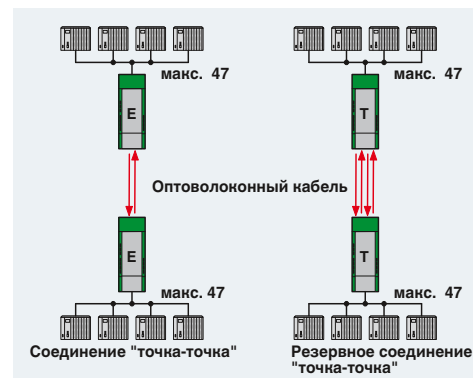 макс. 47
макс. 47
E
T
Оптоволоконный кабель
E
T
макс. 47
макс. 47
Соединение "точка-точка"
Резервное соединение
"точка-точка"